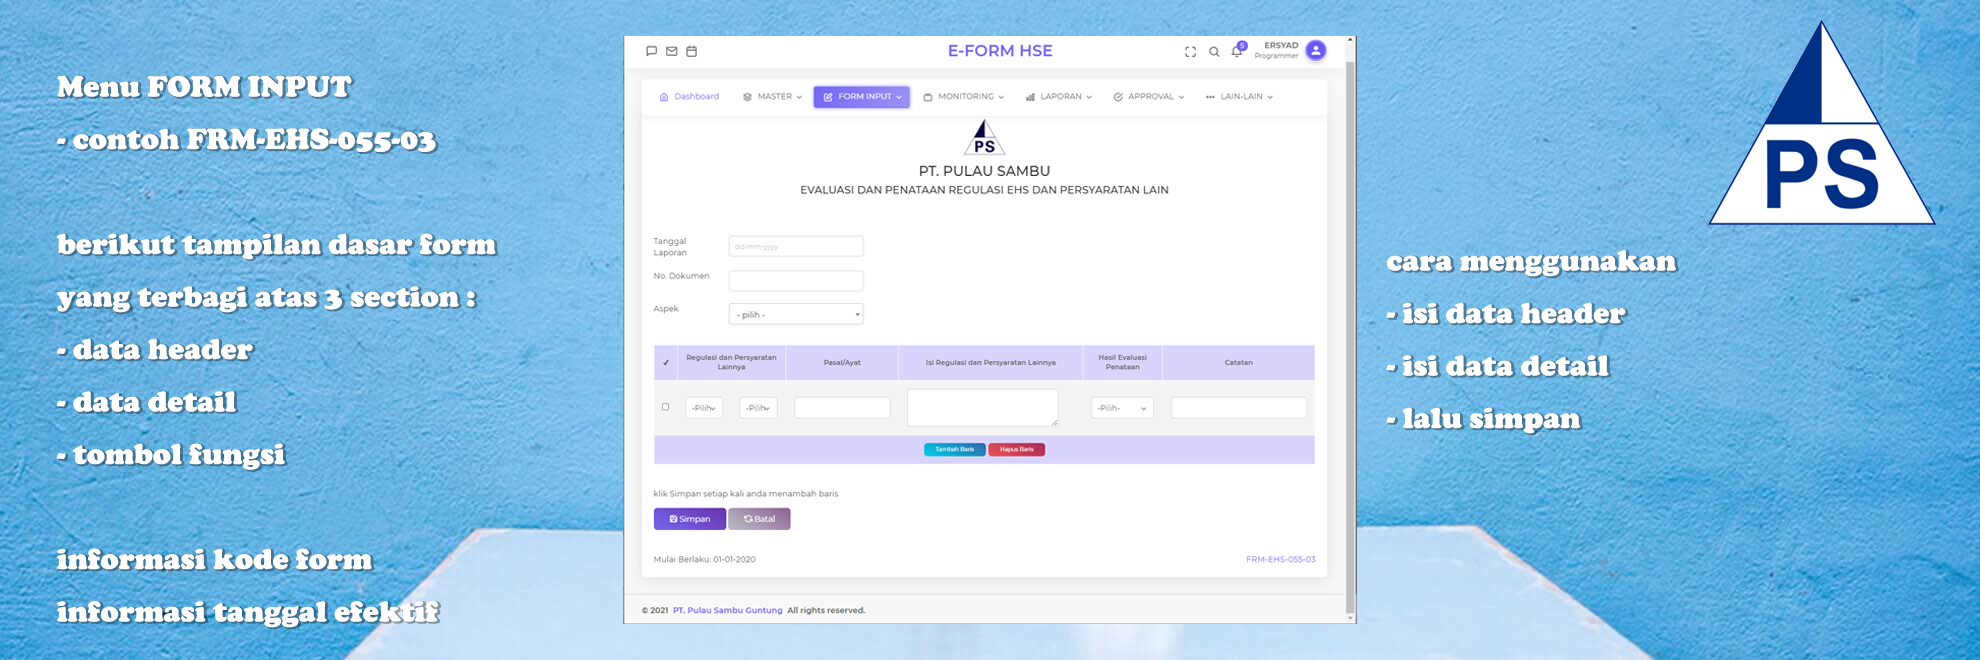 Menu FORM INPUT
- contoh FRM-EHS-055-03
berikut tampilan dasar form
yang terbagi atas 3 section :
- data header
- data detail
- tombol fungsi
informasi kode form
informasi tanggal efektif
E-FORM HSE
5
ERSYAD
Programmer
Dashboard
MASTER
FORM INPUT
MONITORING
LAPORAN
APPROVAL
LAIN-LAIN
PS
PT. PULAU SAMBU
EVALUASI DAN PENATAAN REGULASI EHS DAN PERSYARATAN LAIN
Tanggal
Laporan
dd-mm-yyyy
No. Dokumen
Aspek
- pilih -
Regulasi dan Persyaratan
Lainnya
Pasal/Ayat
Isi Regulasi dan Persyaratan Lainnya
Hasil Evaluasi
Penataan
Catatan
-Pilih-
-Pilih-
-Pilih-
Tambah Baris
Hapus Baris
klik Simpan setiap kali anda menambah baris
Simpan
Batal
Mulai Berlaku: 01-01-2020
FRM-EHS-055-03
© 2021 PT. Pulau Sambu Guntung All rights reserved.
PS
cara menggunakan
- isi data header
- isi data detail
- lalu simpan